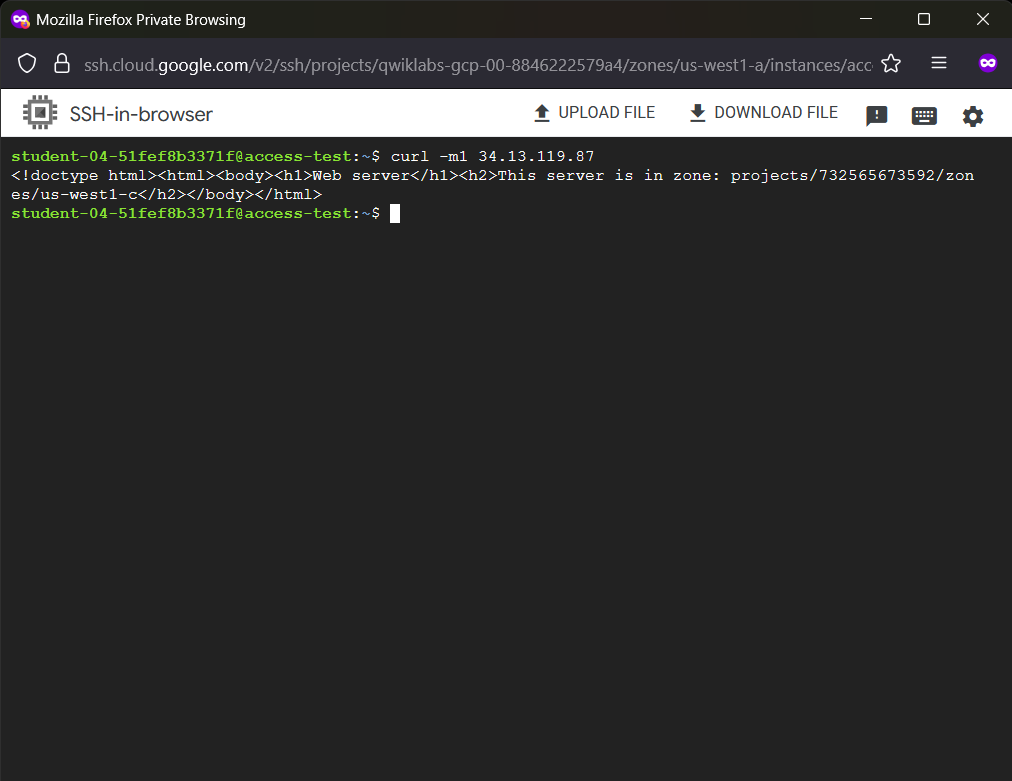 Mozilla Firefox Private Browsing
ssh.cloud.google.com/v2/ssh/projects/qwiklabs-gcp-00-8846222579a4/zones/us-west1-a/instances/acc
SSH-in-browser
UPLOAD FILE
DOWNLOAD FILE
student-04-51fef8b3371f@access-test:~$ curl -m1 34.13.119.87
<!doctype html><html><body><h1>Web server</h1><h2>This server is in zone: projects/732565673592/zon
es/us-west1-c</h2></body></html>
student-04-51fef8b3371f@access-test:~$